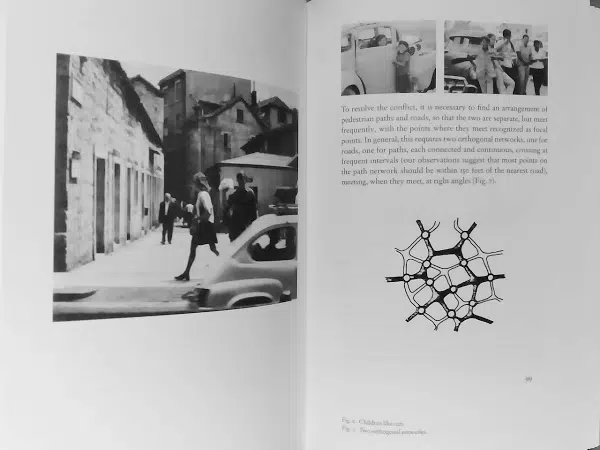 To resolve the conflict, it is necessary to find an arrangement of
pedestrian paths and roads, so that the two are separate, but meet
frequently, with the points where they meet recognized as focal
points. In general, this requires two orthogonal networks, one for
roads, one for paths, each connected and continuous, crossing at
frequent intervals (our observations suggest that most points on
the path network should be within 150 feet of the nearest road),
meeting, when they meet, at right angles (Fig. 7).
Fig. 6. Children like cars.
Fig. 7. Two orthogonal networks.